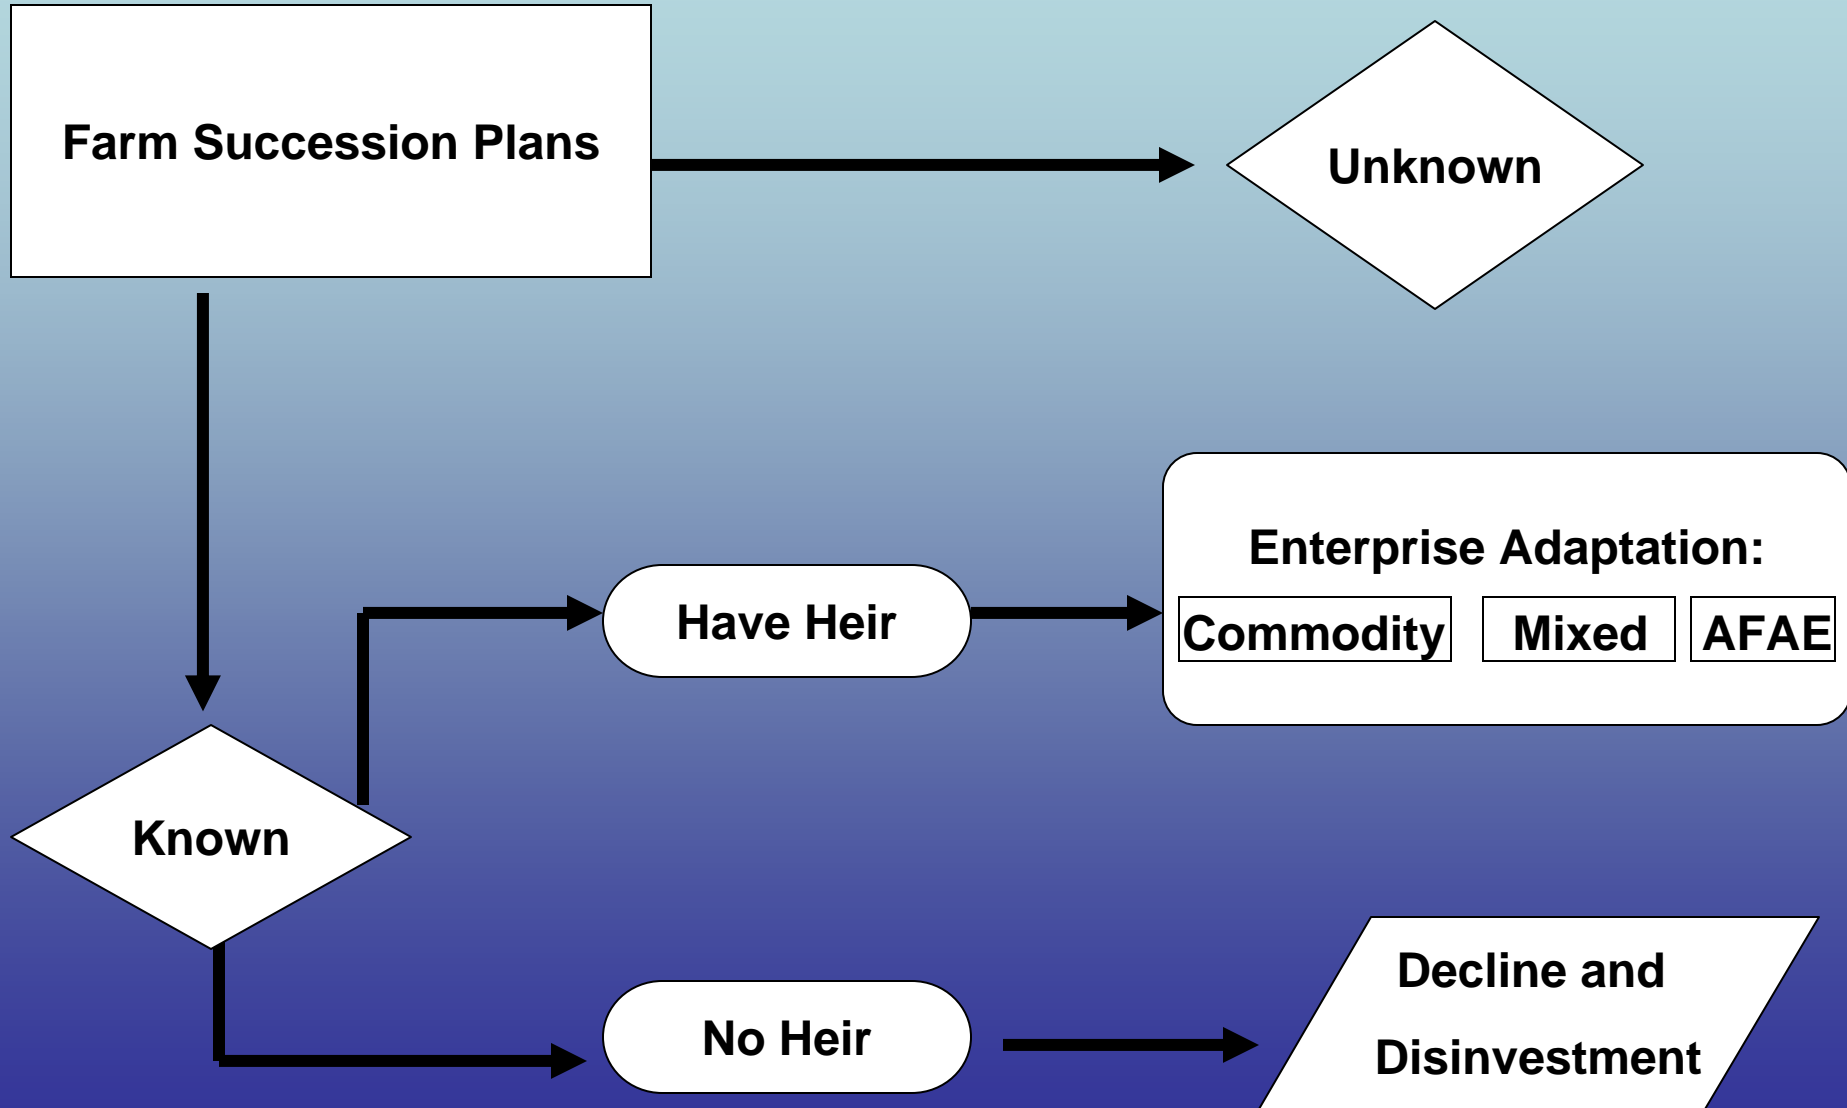 Farm Succession Plans
Unknown
Enterprise Adaptation:
Have Heir
Commodity Mixed AFAE
Known
Decline and
No Heir
Disinvestment